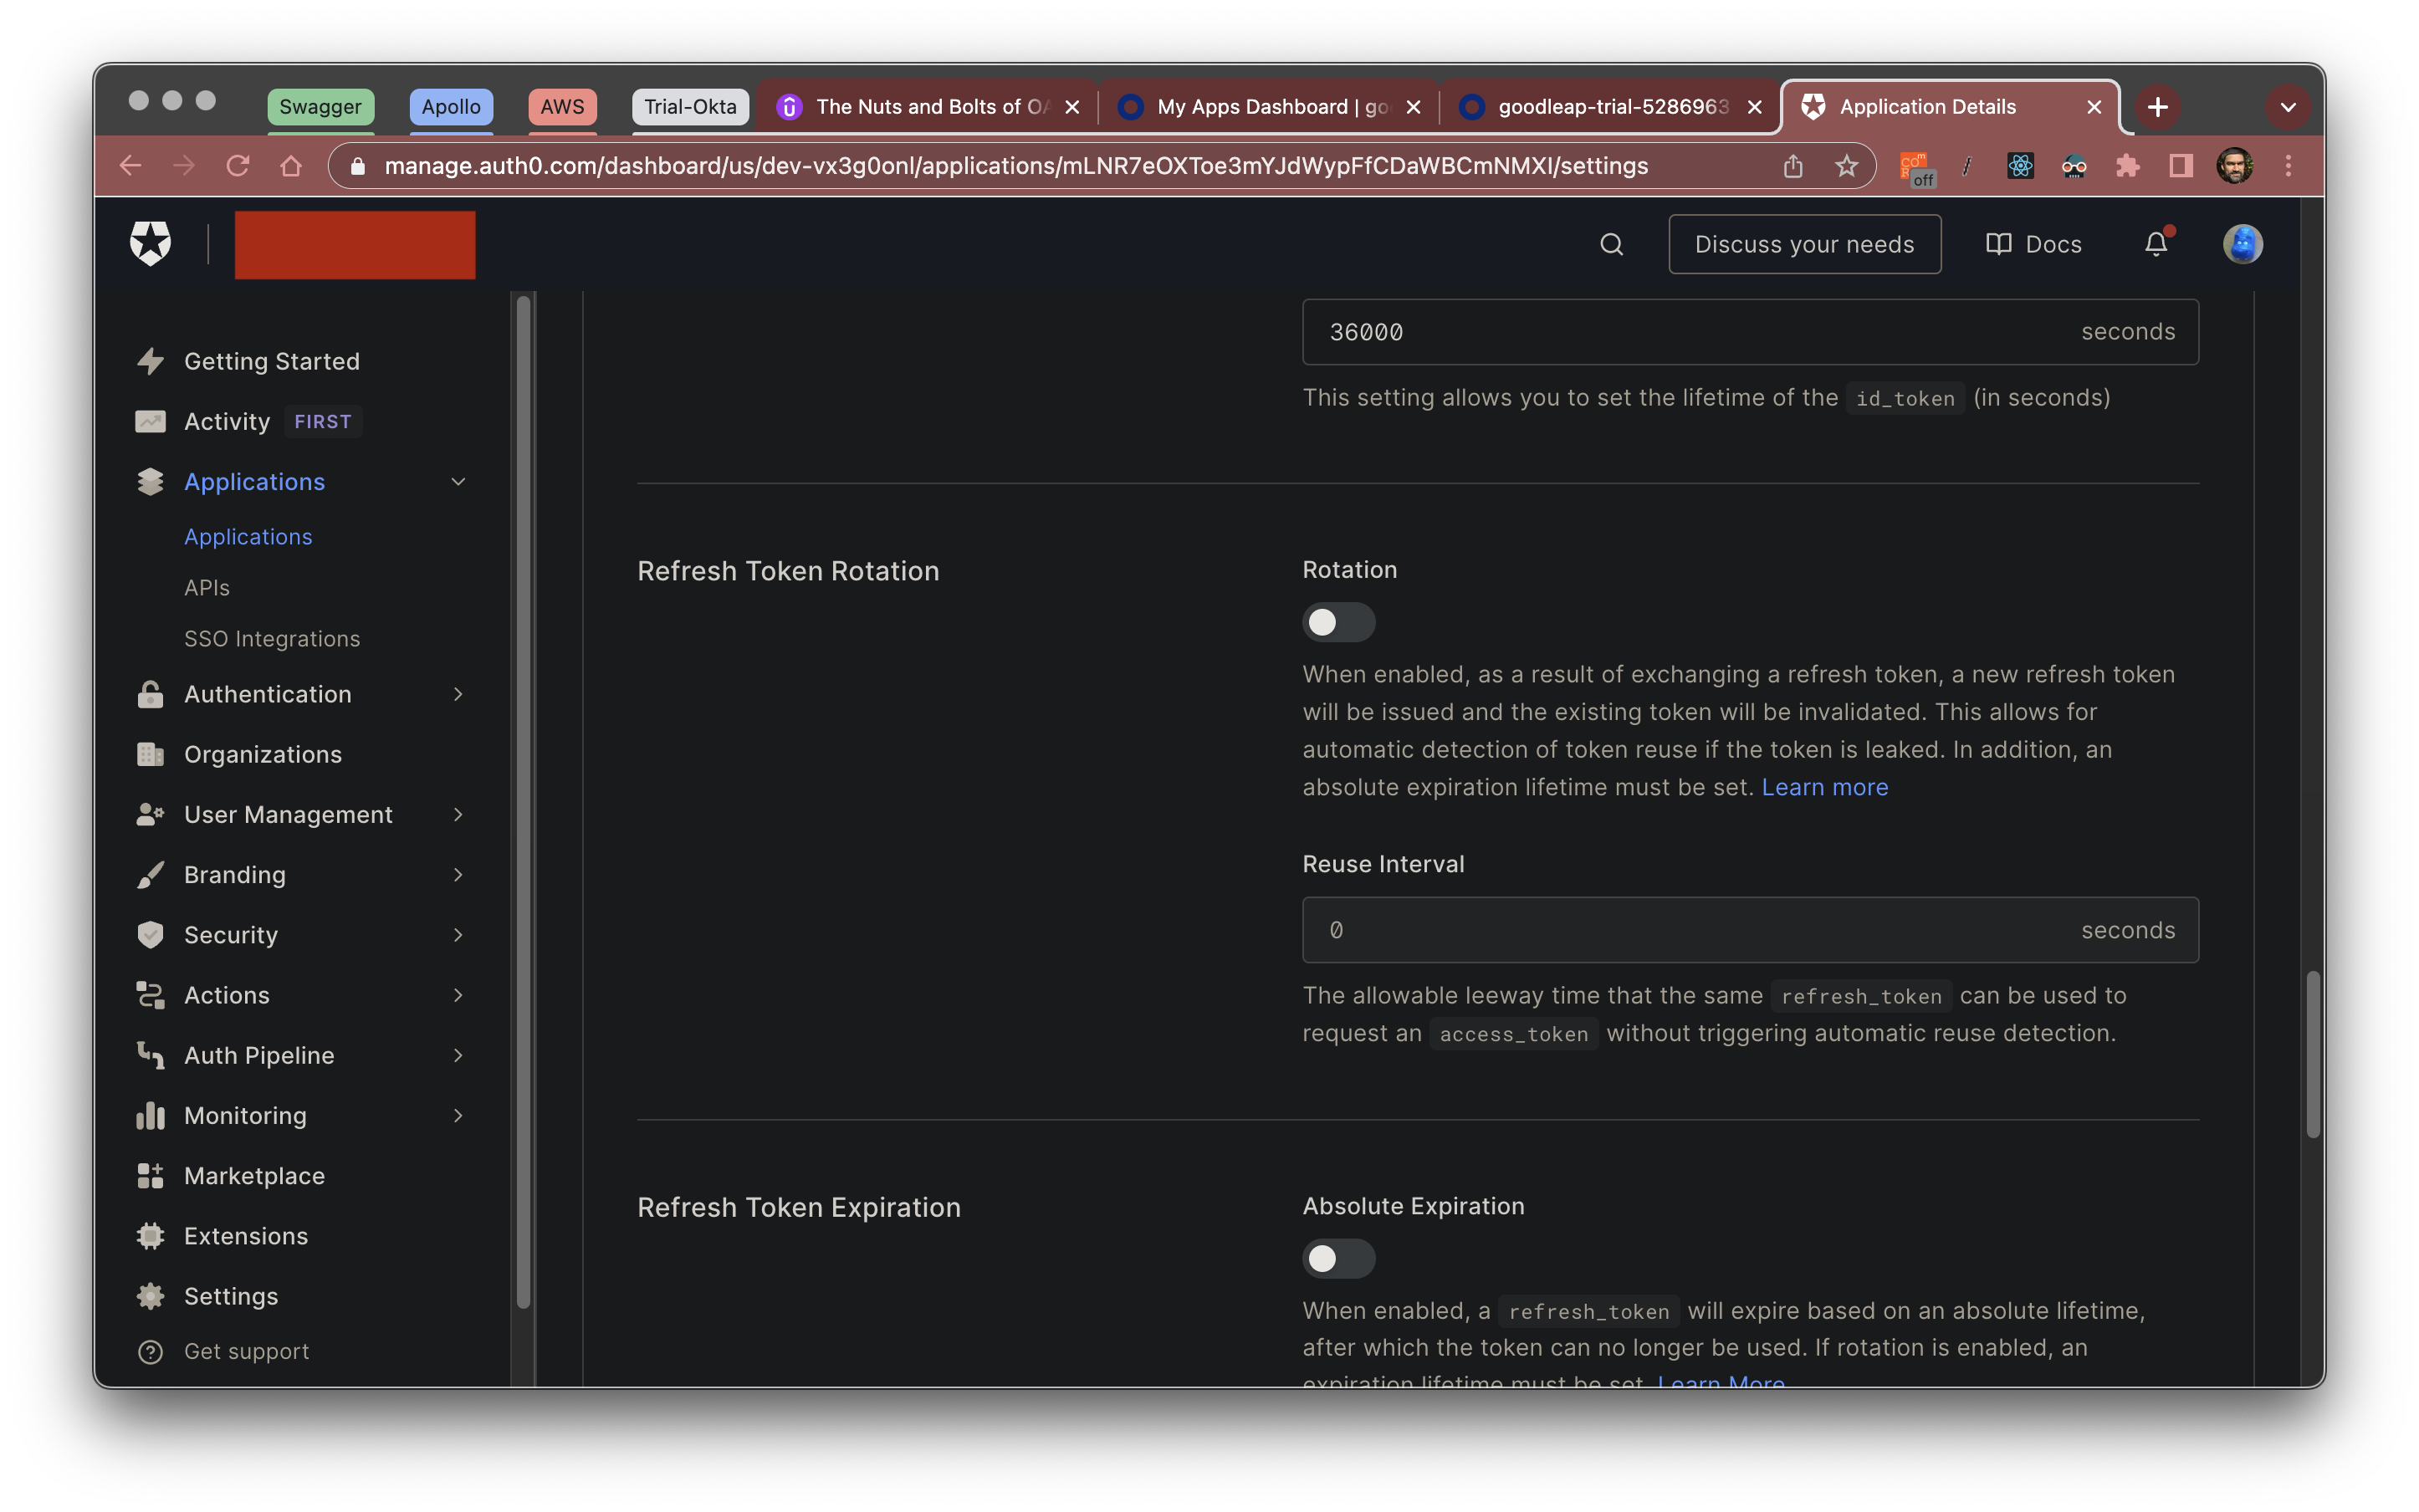 Swagger
Apollo
AWS
Trial-Okta
The Nuts and Bolts of OA
My Apps Dashboard | go
goodleap-trial-5286963
Application Details
manage.auth0.com/dashboard/us/dev-vx3g0onl/applications/mLNR7eOXToe3mYJdWypFfCDaWBCmNMXI/settings
off
Discuss your needs
Docs
Getting Started
Activity FIRST
Applications
Applications
APIs
SSO Integrations
Authentication
Organizations
User Management
Branding
Security
Actions
Auth Pipeline
Monitoring
Marketplace
Extensions
Settings
Get support
36000 seconds
This setting allows you to set the lifetime of the id_token (in seconds)
Refresh Token Rotation
Rotation
When enabled, as a result of exchanging a refresh token, a new refresh token
will be issued and the existing token will be invalidated. This allows for
automatic detection of token reuse if the token is leaked. In addition, an
absolute expiration lifetime must be set. Learn more
Reuse Interval
0 seconds
The allowable leeway time that the same refresh_token can be used to
request an access_token without triggering automatic reuse detection.
Refresh Token Expiration
Absolute Expiration
When enabled, a refresh_token will expire based on an absolute lifetime,
after which the token can no longer be used. If rotation is enabled, an
expiration lifetime must be set. Learn More